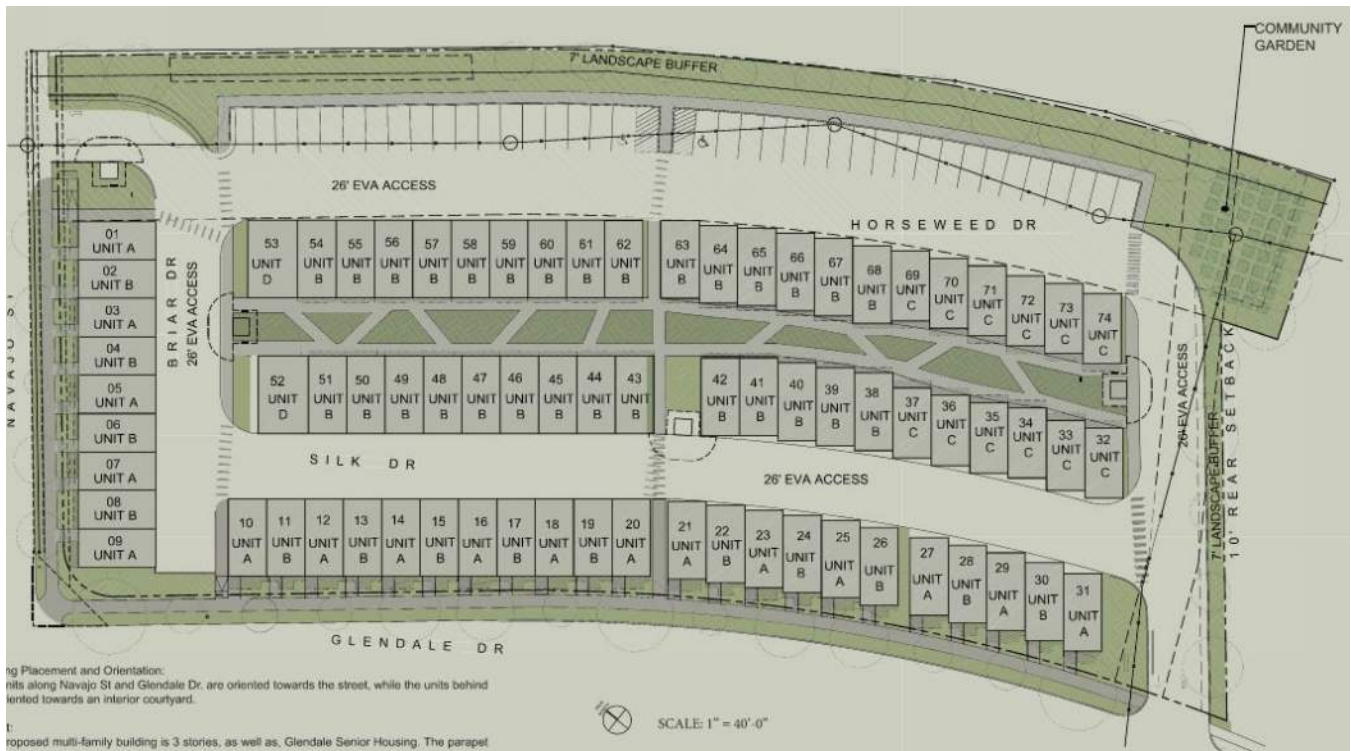 COMMUNITY
GARDEN
7' LANDSCAPE BUFFER
26' EVA ACCESS
HORSEWEED DR
NAVAJO ST
BRIAR DR
26' EVA ACCESS
01
UNIT A
02
UNIT B
03
UNIT A
04
UNIT B
05
UNIT A
06
UNIT B
07
UNIT A
08
UNIT B
09
UNIT A
53
UNIT
D
54
UNIT
B
55
UNIT
B
56
UNIT
B
57
UNIT
B
58
UNIT
B
59
UNIT
B
60
UNIT
B
61
UNIT
B
62
UNIT
B
63
UNIT
B
64
UNIT
B
65
UNIT
B
66
UNIT
B
67
UNIT
B
68
UNIT
B
69
UNIT
C
70
UNIT
C
71
UNIT
C
72
UNIT
C
73
UNIT
C
74
UNIT
C
52
UNIT
D
51
UNIT
B
50
UNIT
B
49
UNIT
B
48
UNIT
B
47
UNIT
B
46
UNIT
B
45
UNIT
B
44
UNIT
B
43
UNIT
B
42
UNIT
B
41
UNIT
B
40
UNIT
B
39
UNIT
B
38
UNIT
B
37
UNIT
C
36
UNIT
C
35
UNIT
C
34
UNIT
C
33
UNIT
C
32
UNIT
C
26' EVA ACCESS
7' LANDSCAPE BUFFER
10' REAR SETBACK
SILK DR
26' EVA ACCESS
10
UNIT
A
11
UNIT
B
12
UNIT
A
13
UNIT
B
14
UNIT
A
15
UNIT
B
16
UNIT
A
17
UNIT
B
18
UNIT
A
19
UNIT
B
20
UNIT
A
21
UNIT
A
22
UNIT
B
23
UNIT
A
24
UNIT
B
25
UNIT
A
26
UNIT
B
27
UNIT
A
28
UNIT
B
29
UNIT
A
30
UNIT
B
31
UNIT
A
GLENDALE DR
ng Placement and Orientation:
nits along Navajo St and Glendale Dr. are oriented towards the street, while the units behind
riented towards an interior courtyard.
t:
roposed multi-family building is 3 stories, as well as, Glendale Senior Housing. The parapet
SCALE: 1" = 40'-0"